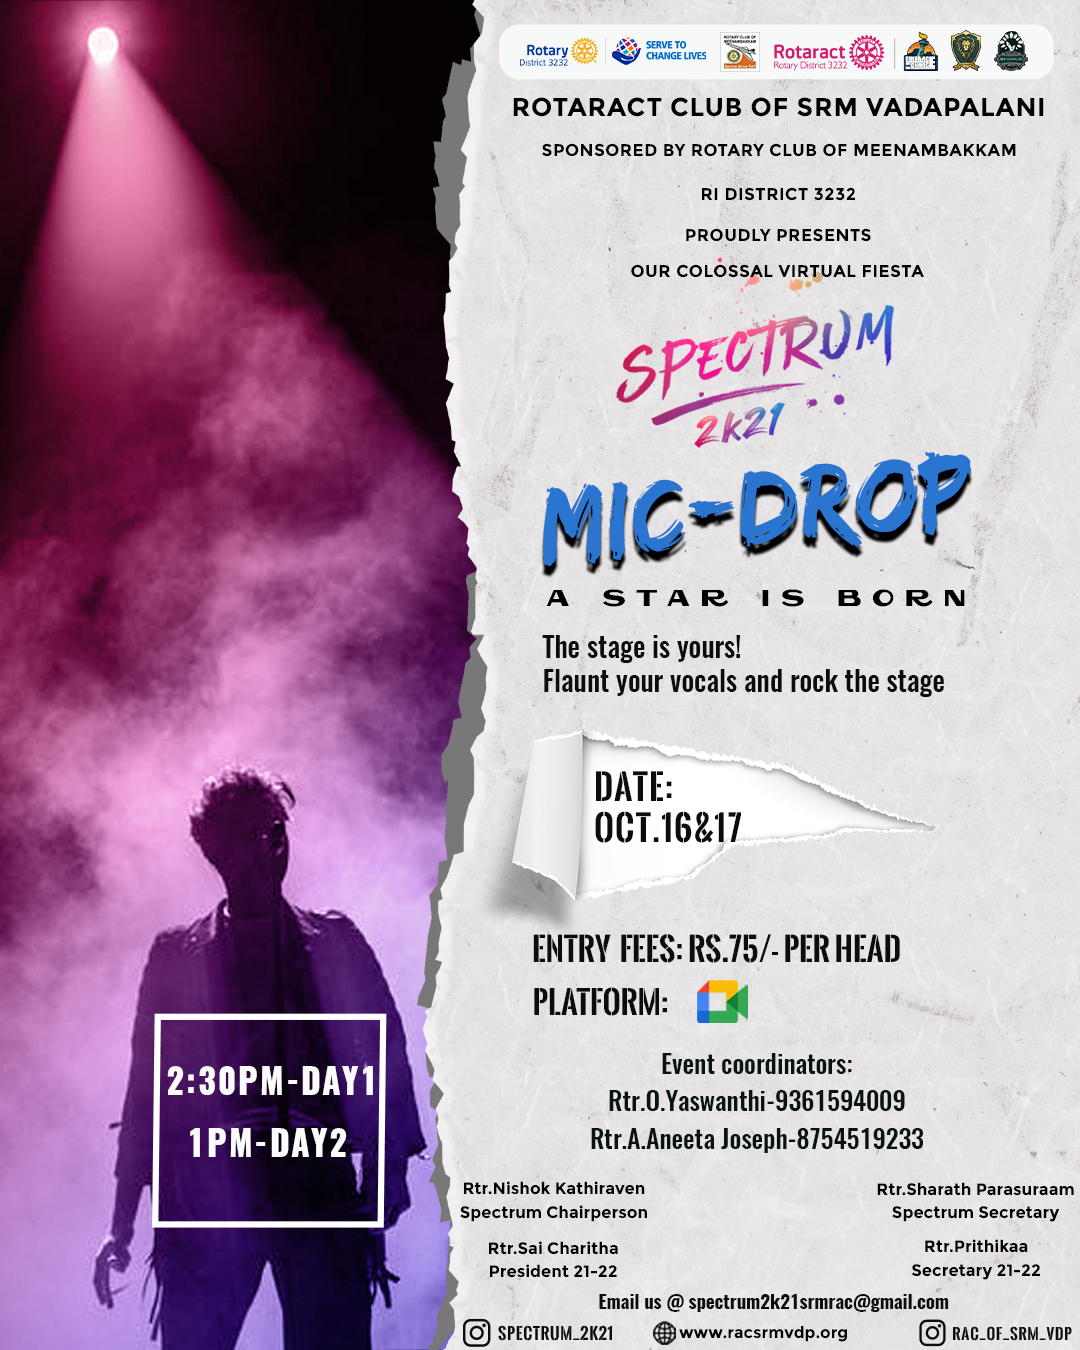 Rotary
District 3232
SERVE TO
CHANGE LIVES
ROTARY CLUB OF
MEENAMBAKKAM
Rotaract
Rotary District 3232
ROTARACT CLUB OF SRM VADAPALANI
SPONSORED BY ROTARY CLUB OF MEENAMBAKKAM
RI DISTRICT 3232
PROUDLY PRESENTS
OUR COLOSSAL VIRTUAL FIESTA
SPECTRUM
2K21
MIC-DROP
A STAR IS BORN
The stage is yours!
Flaunt your vocals and rock the stage
DATE:
OCT.16&17
ENTRY FEES: RS.75/- PER HEAD
PLATFORM:
2:30PM-DAY1
1PM-DAY2
Event coordinators:
Rtr.O.Yaswanthi-9361594009
Rtr.A.Aneeta Joseph-8754519233
Rtr.Nishok Kathiraven
Spectrum Chairperson
Rtr.Sharath Parasuraam
Spectrum Secretary
Rtr.Sai Charitha
President 21-22
Rtr.Prithikaa
Secretary 21-22
Email us @ spectrum2k21srmrac@gmail.com
SPECTRUM_2K21
www.racsrmvdp.org
RAC_OF_SRM_VDP